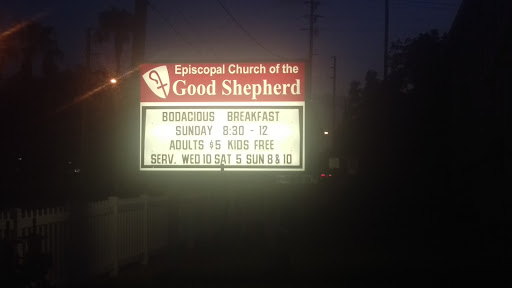 Episcopal Church of the
Good Shepherd
BODACIOUS BREAKFAST
SUNDAY 8:30 - 12
ADULTS $5 KIDS FREE
SERV. WED 10 SAT 5 SUN 8 & 10